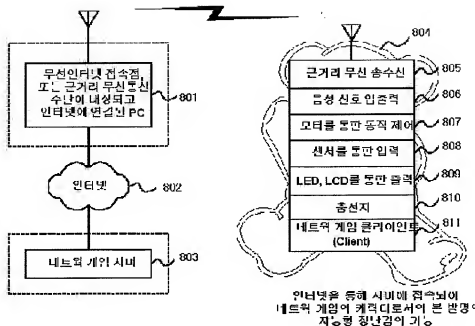 무선인터넷 접속점,
또는 근거리 무선통신
수단이 내장되고
인터넷에 연결된 PC
801
인터넷
802
네트웍 게임 서버
803
804
근거리 무선 송수신
805
음성 신호 입출력
806
모터를 통한 동작 제어
807
센서를 통한 입력
808
LED, LCD를 통한 출력
809
충전지
810
네트웍 게임 클라이언트
(Client)
811
인터넷을 통해 서버에 접속되어
네트웍 게임의 캐릭터로서의 본 발명의
지능형 장난감의 기능